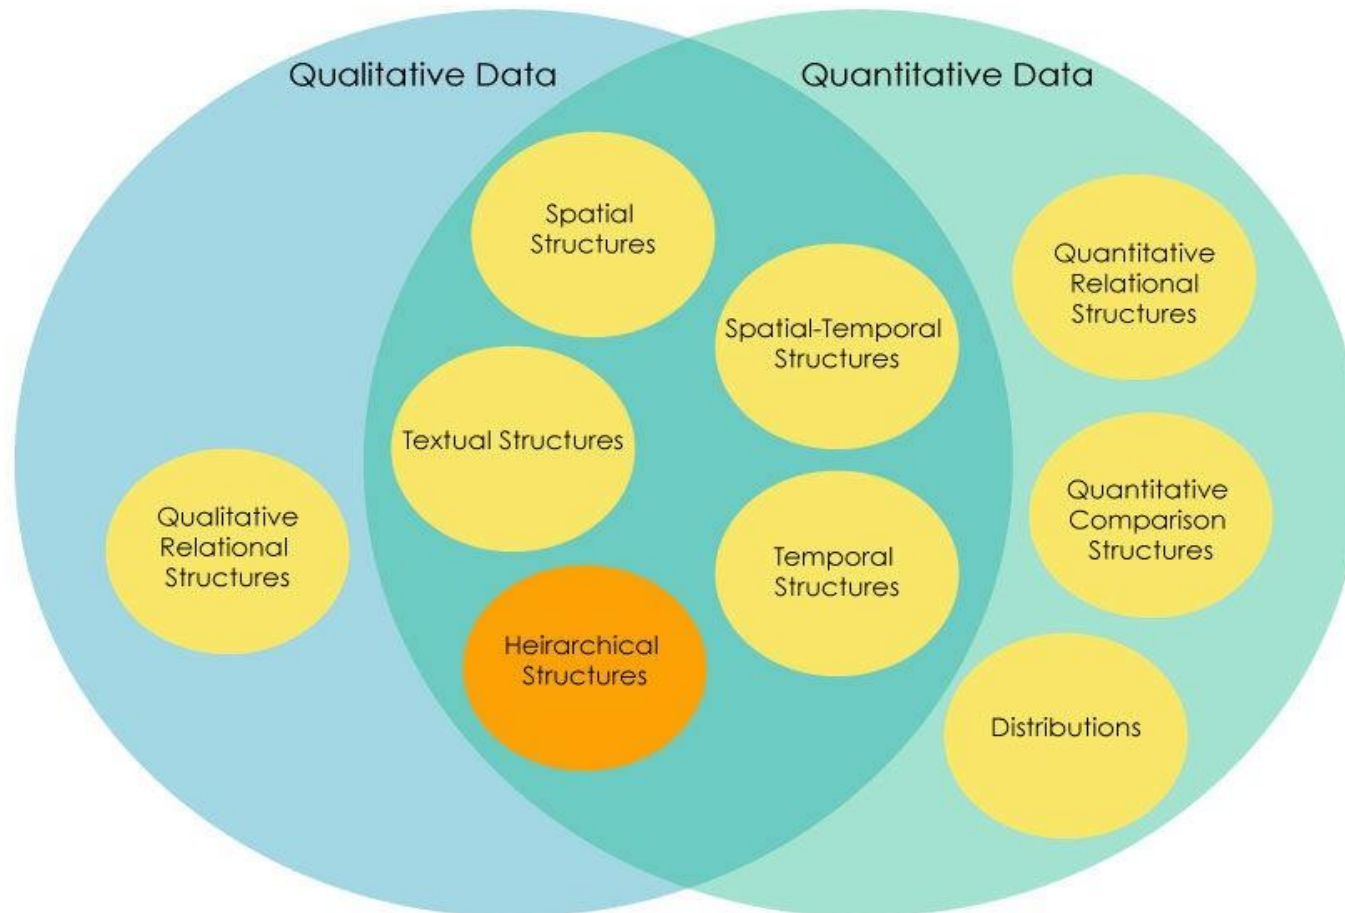 Qualitative Data
Quantitative Data
Spatial
Structures
Quantitative
Relational
Structures
Spatial-Temporal
Structures
Textual Structures
Qualitative
Relational
Structures
Quantitative
Comparison
Structures
Temporal
Structures
Heirarchical
Structures
Distributions